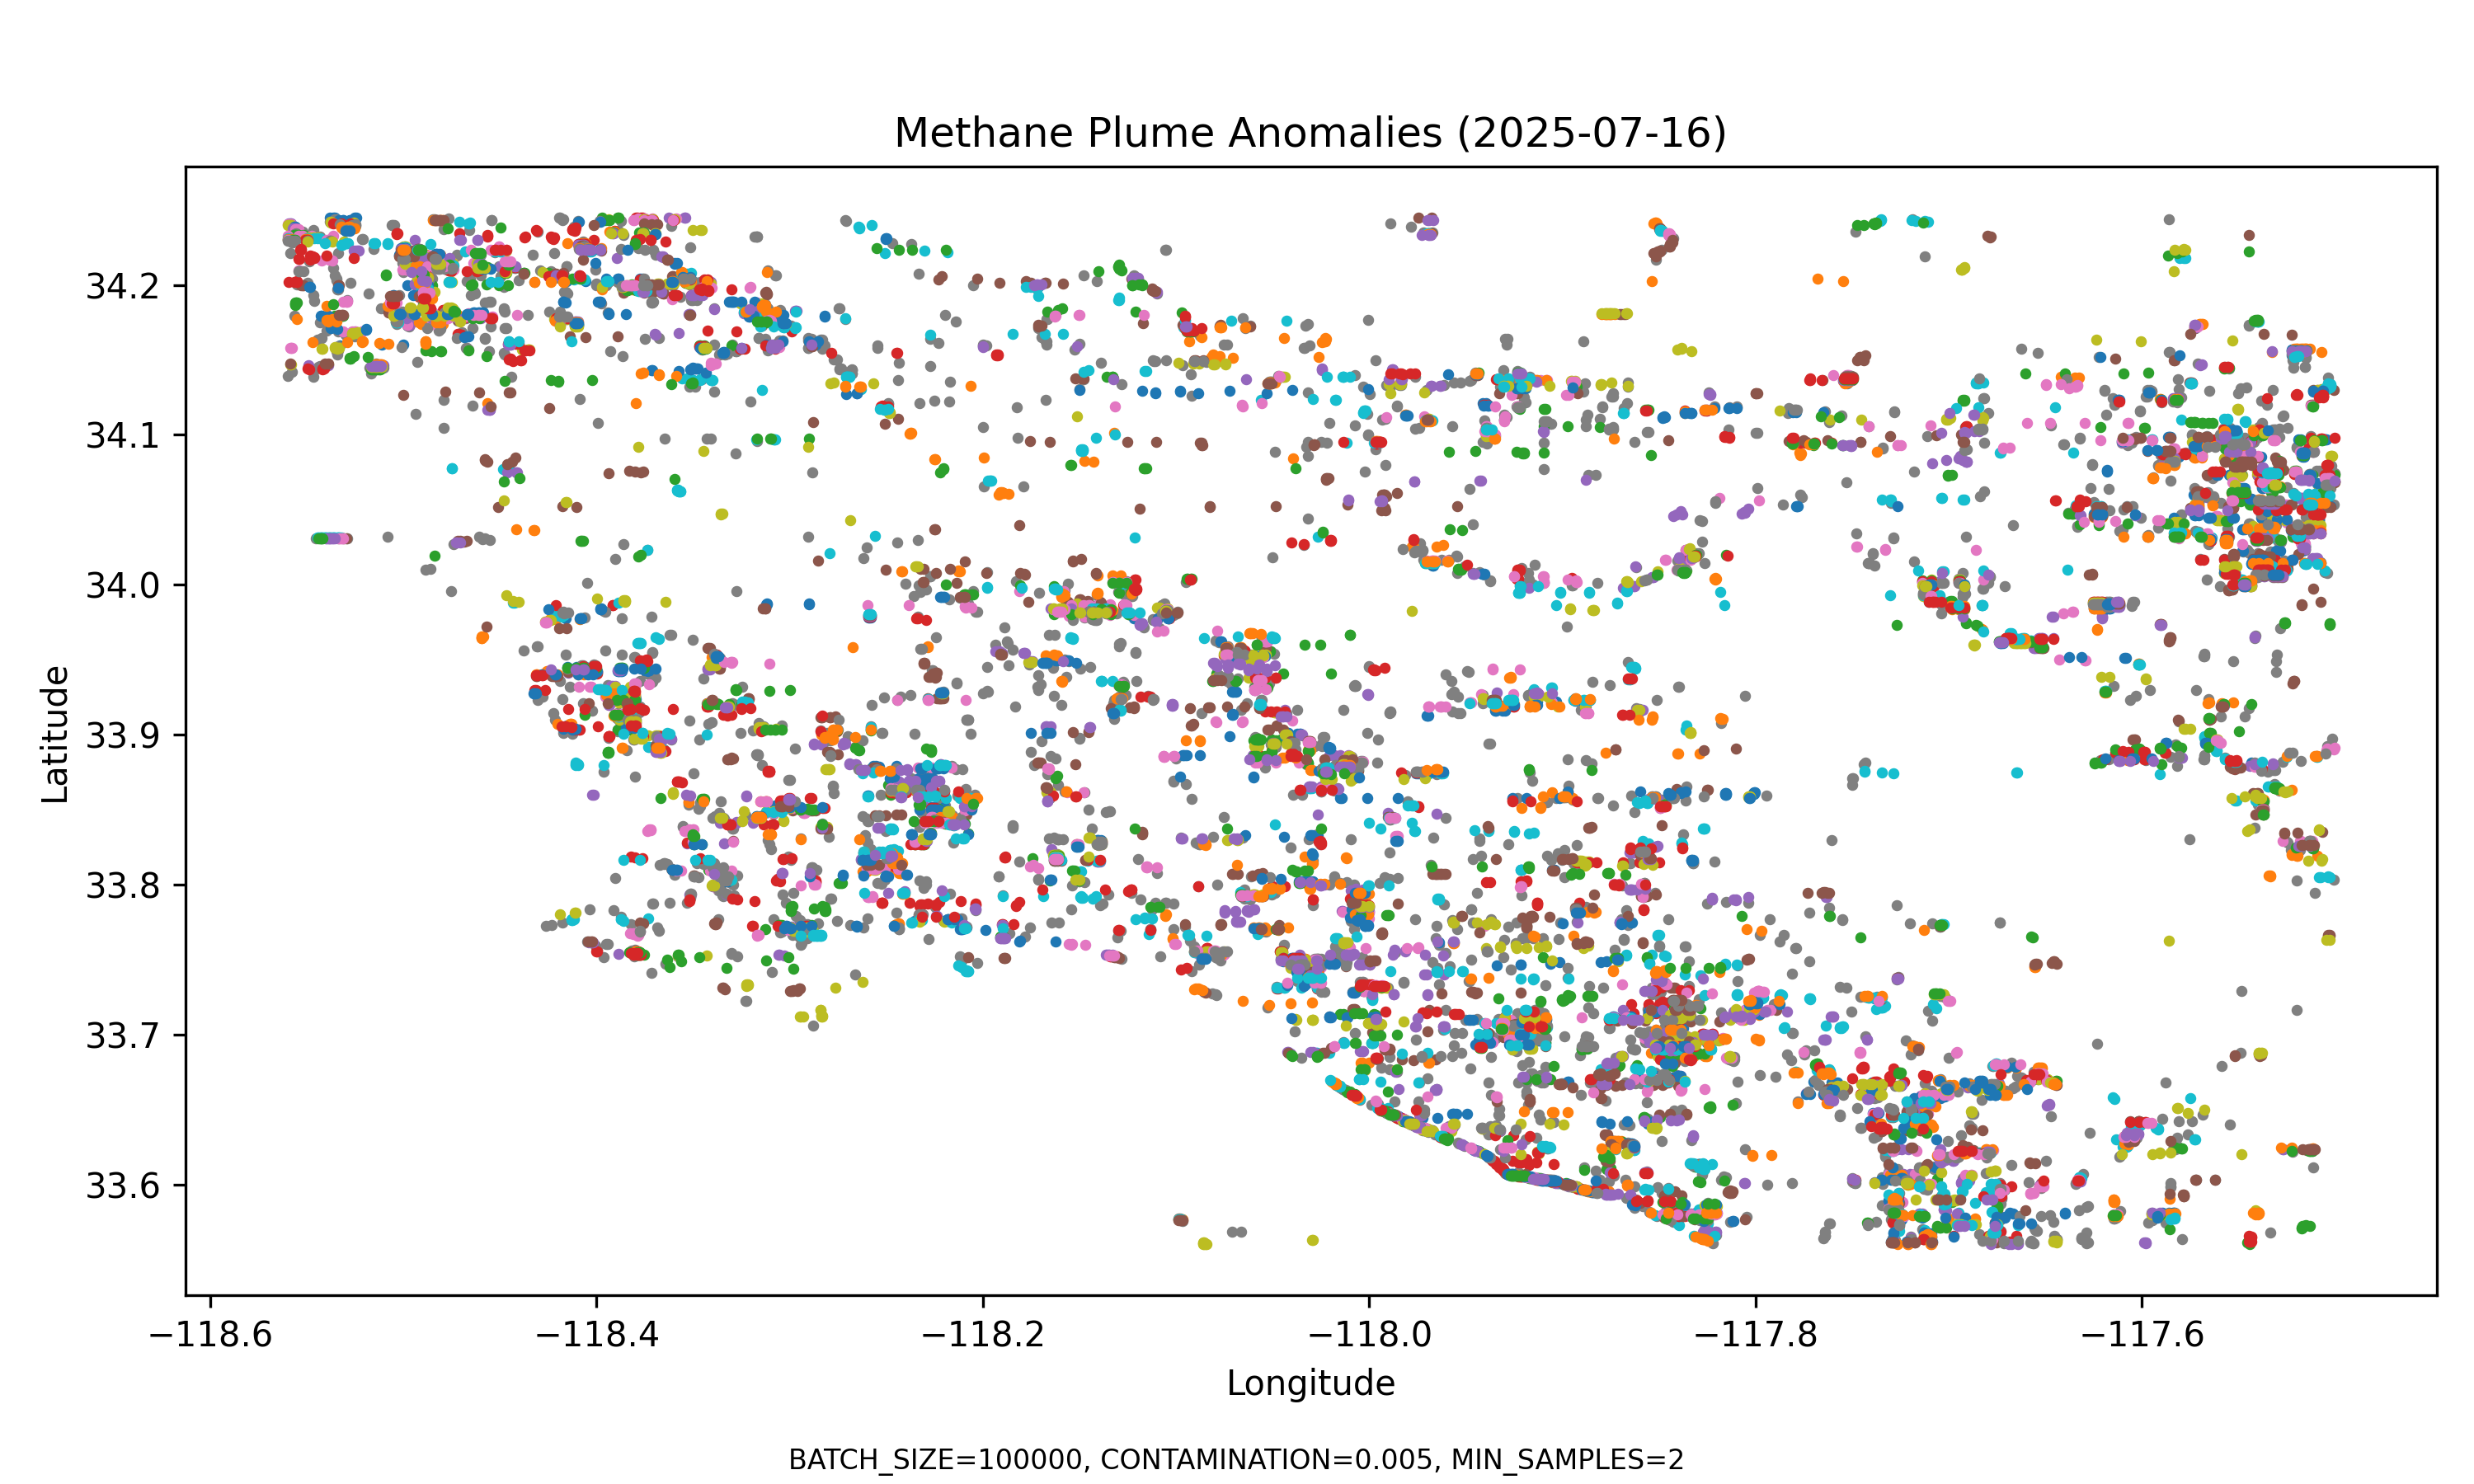 Methane Plume Anomalies (2025-07-16)
Latitude
34.2
34.1
34.0
33.9
33.8
33.7
33.6
−118.6 −118.4 −118.2 −118.0 −117.8 −117.6
Longitude
BATCH_SIZE=100000, CONTAMINATION=0.005, MIN_SAMPLES=2